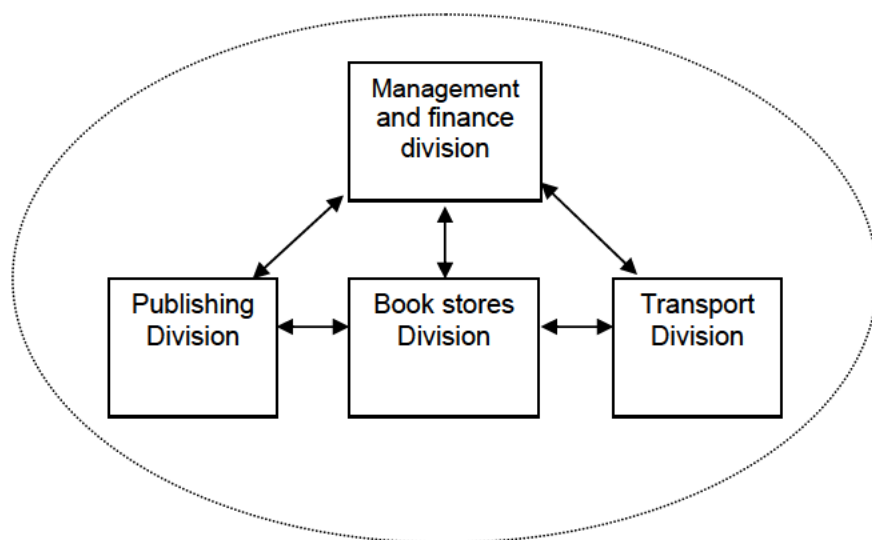 Management
and finance
division
Publishing
Division
Book stores
Division
Transport
Division